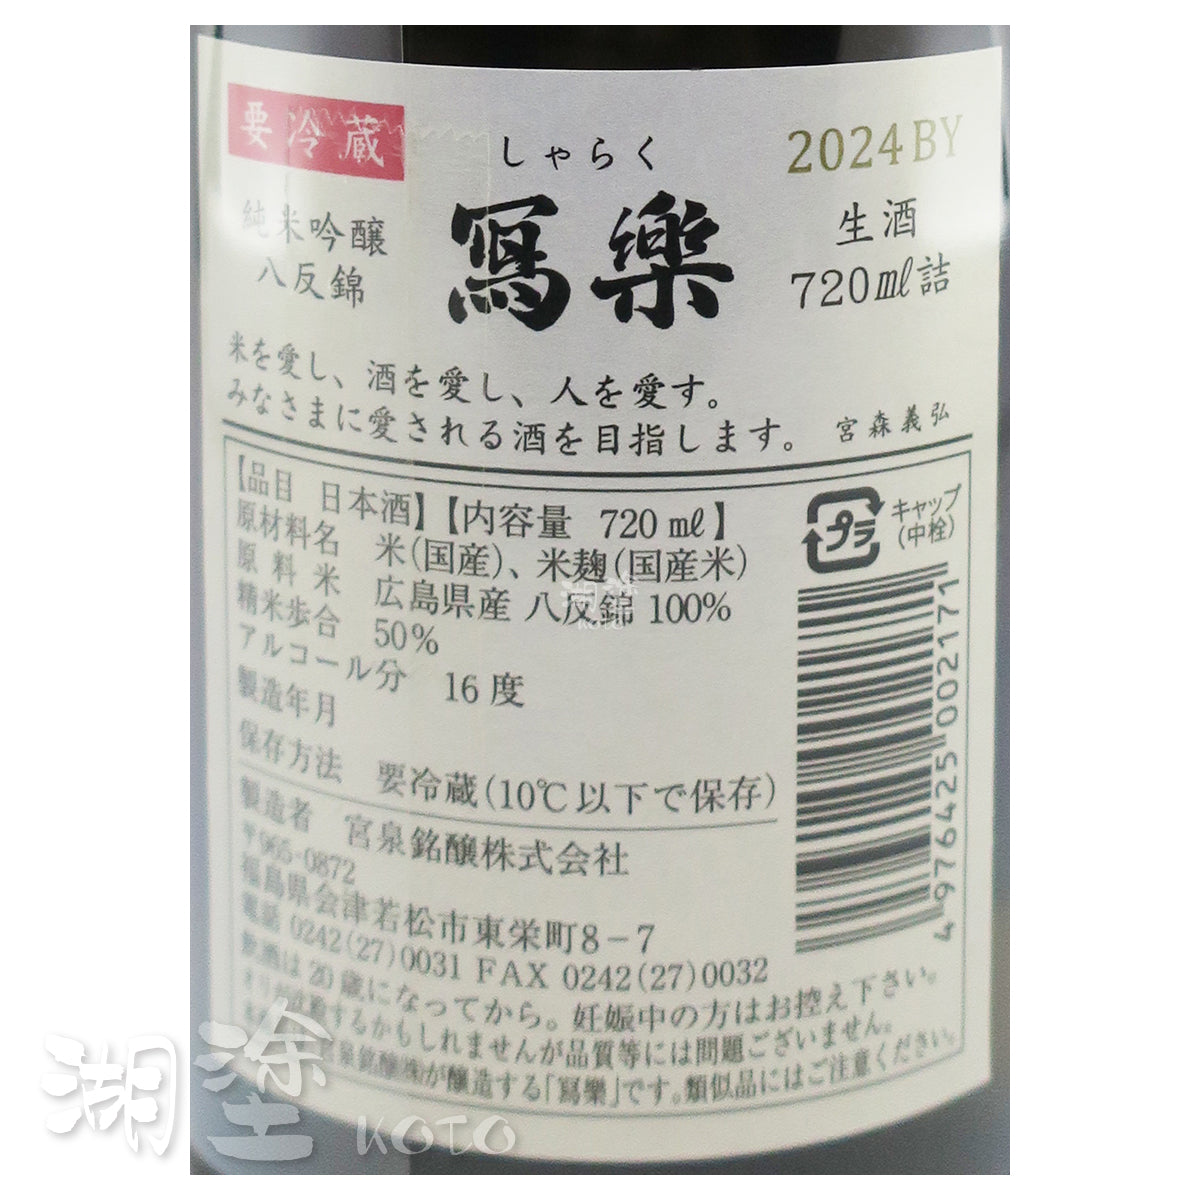 要冷蔵
しゃらく
2024BY
純米吟醸
八反錦
寫樂
生酒
720㎖詰
米を愛し、酒を愛し、人を愛す。
みなさまに愛される酒を目指します。 宮森義弘
【品目 日本酒】【内容量 720㎖】
原材料名 米(国産)、米麹(国産米)
原料米 広島県産 八反錦 100%
精米歩合 50%
アルコール分 16度
製造年月
保存方法 要冷蔵(10℃以下で保存)
プラ
キャップ
(中栓)
4976425002171
製造者 宮泉銘醸株式会社
〒965-0872
福島県会津若松市東栄町8-7
電話 0242(27)0031 FAX 0242(27)0032
飲酒は20歳になってから。妊娠中の方はお控え下さい。
するかもしれませんが品質等には問題ございません。
泉銘醸㈱が醸造する「寫樂」です。類似品にはご注意ください。
湖塗
KOTO
湖塗 KOTO